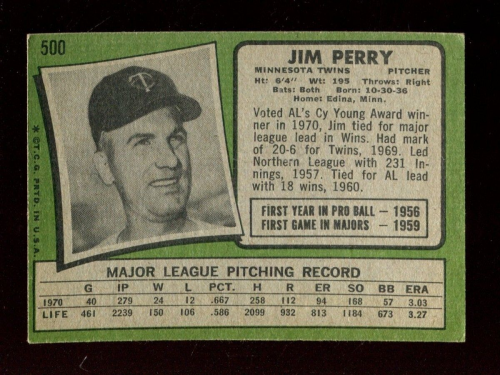 500
JIM PERRY
MINNESOTA TWINS PITCHER
Ht: 6'4" Wt: 195 Throws: Right
Bats: Both Born: 10-30-36
Home: Edina, Minn.
Voted AL's Cy Young Award win-
ner in 1970, Jim tied for major
league lead in Wins. Had mark
of 20-6 for Twins, 1969. Led
Northern League with 231 In-
nings, 1957. Tied for AL lead
with 18 wins, 1960.
FIRST YEAR IN PRO BALL – 1956
FIRST GAME IN MAJORS – 1959
* © T.C.G. PRTD. IN U.S.A.
MAJOR LEAGUE PITCHING RECORD
G IP W L PCT. H R ER SO BB ERA
1970 40 279 24 12 .667 258 112 94 168 57 3.03
LIFE 461 2239 150 106 .586 2099 932 813 1184 673 3.27